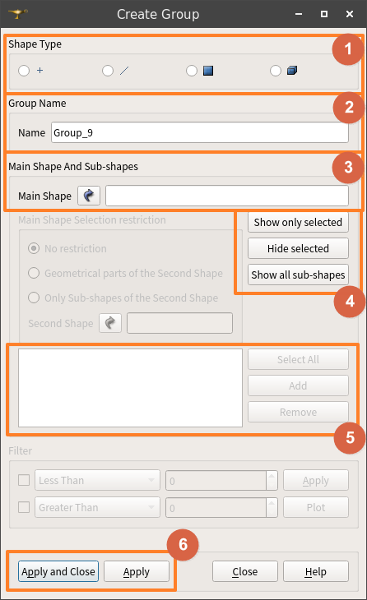 Create Group
Shape Type
1
Group Name
2
Name Group_9
Main Shape And Sub-shapes
3
Main Shape
Main Shape Selection restriction
Show only selected
No restriction
Hide selected
Geometrical parts of the Second Shape
Show all sub-shapes
Only Sub-shapes of the Second Shape
4
Second Shape
Select All
Add
Remove
5
Filter
Less Than 0 Apply
Greater Than 0 Plot
6
Apply and Close Apply Close Help